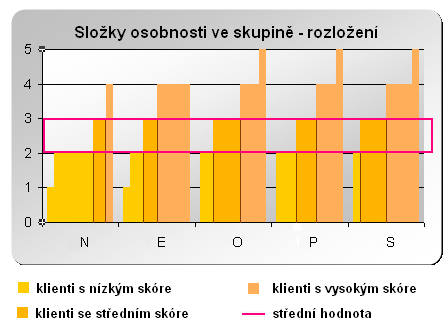 Složky osobnosti ve skupině - rozložení
5
4
3
2
1
0
N E O P S
klienti s nízkým skóre
klienti s vysokým skóre
klienti se středním skóre
střední hodnota